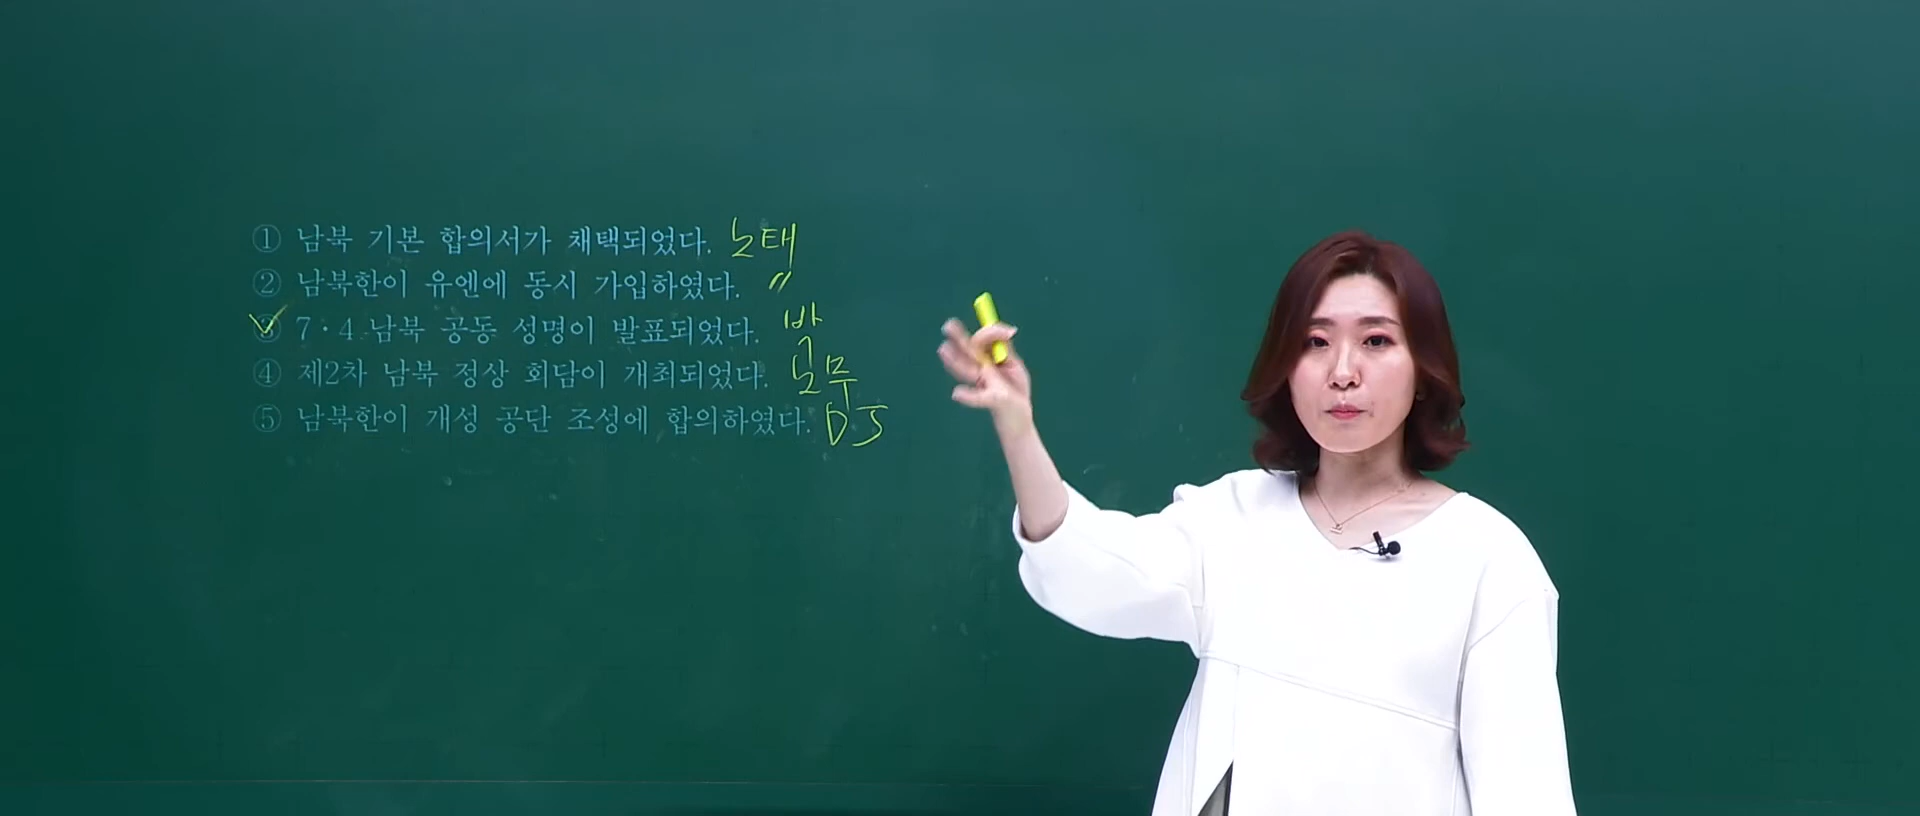 ① 남북 기본 합의서가 채택되었다. 노태
② 남북한이 유엔에 동시 가입하였다. 〃
③ 7·4 남북 공동 성명이 발표되었다. 박
④ 제2차 남북 정상 회담이 개최되었다. 노무
⑤ 남북한이 개성 공단 조성에 합의하였다. DJ